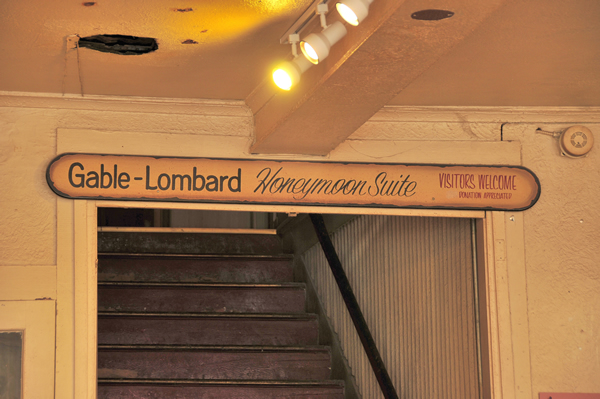 Gable-Lombard Honeymoon Suite VISITORS WELCOME
DONATION APPRECIATED